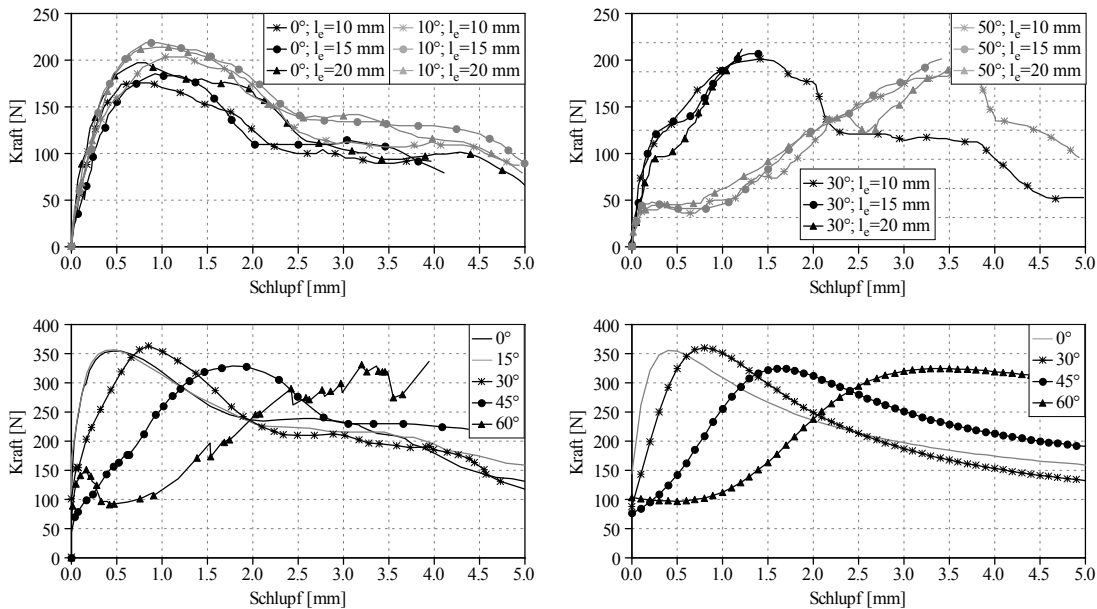 250
200
150
100
50
0
Kraft [N]
0.0 0.5 1.0 1.5 2.0 2.5 3.0 3.5 4.0 4.5 5.0
Schlupf [mm]
0°; le=10 mm 10°; le=10 mm
0°; le=15 mm 10°; le=15 mm
0°; le=20 mm 10°; le=20 mm
250
200
150
100
50
0
Kraft [N]
0.0 0.5 1.0 1.5 2.0 2.5 3.0 3.5 4.0 4.5 5.0
Schlupf [mm]
50°; le=10 mm
50°; le=15 mm
50°; le=20 mm
30°; le=10 mm
30°; le=15 mm
30°; le=20 mm
400
350
300
250
200
150
100
50
0
Kraft [N]
0.0 0.5 1.0 1.5 2.0 2.5 3.0 3.5 4.0 4.5 5.0
Schlupf [mm]
0°
15°
30°
45°
60°
400
350
300
250
200
150
100
50
0
Kraft [N]
0.0 0.5 1.0 1.5 2.0 2.5 3.0 3.5 4.0 4.5 5.0
Schlupf [mm]
0°
30°
45°
60°